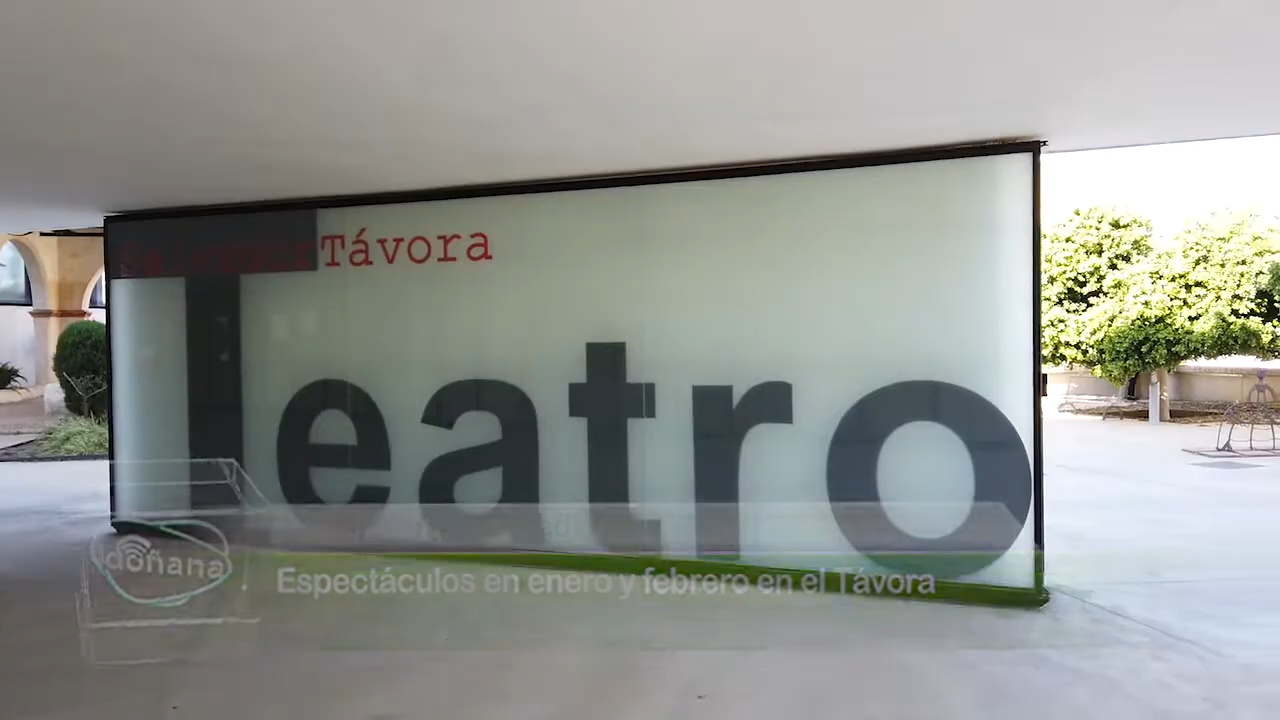 Távora
Teatro
doñana
Espectáculos en enero y febrero en el Távora